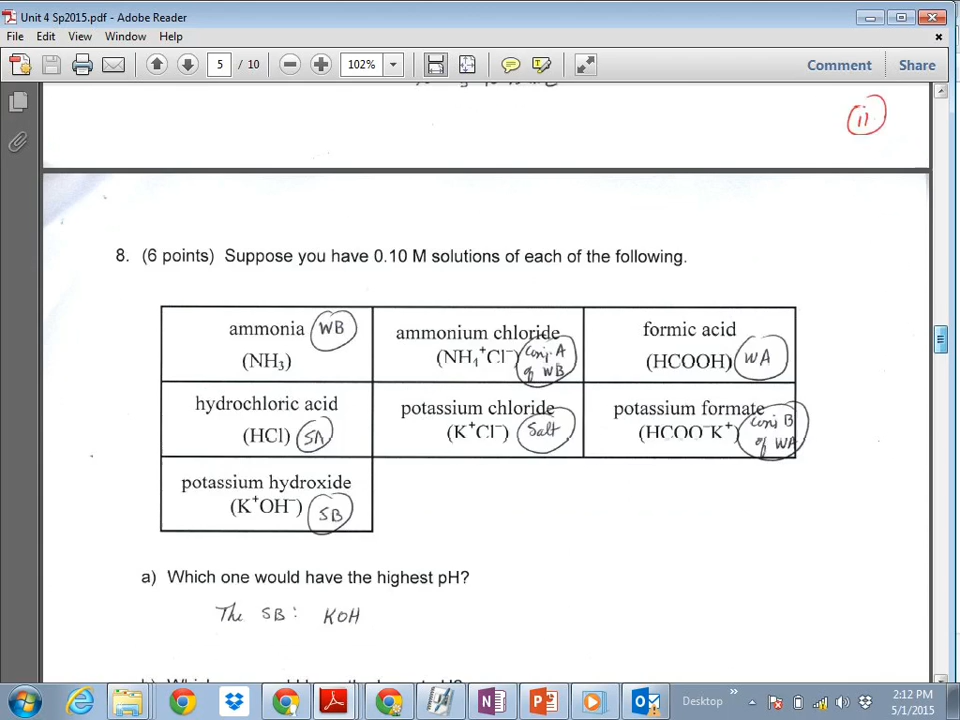 Unit 4 Sp2015.pdf - Adobe Reader
File Edit View Window Help
5 / 10 102% Comment Share
11
8. (6 points) Suppose you have 0.10 M solutions of each of the following.
ammonia WB
(NH₃)
ammonium chloride
(NH₄⁺Cl⁻) Conj A
of WB
formic acid
(HCOOH) WA
hydrochloric acid
(HCl) SA
potassium chloride
(K⁺Cl⁻) Salt
potassium formate
(HCOO⁻K⁺) Conj B
of WA
potassium hydroxide
(K⁺OH⁻) SB
a) Which one would have the highest pH?
The SB: KOH
Desktop
2:12 PM
5/1/2015